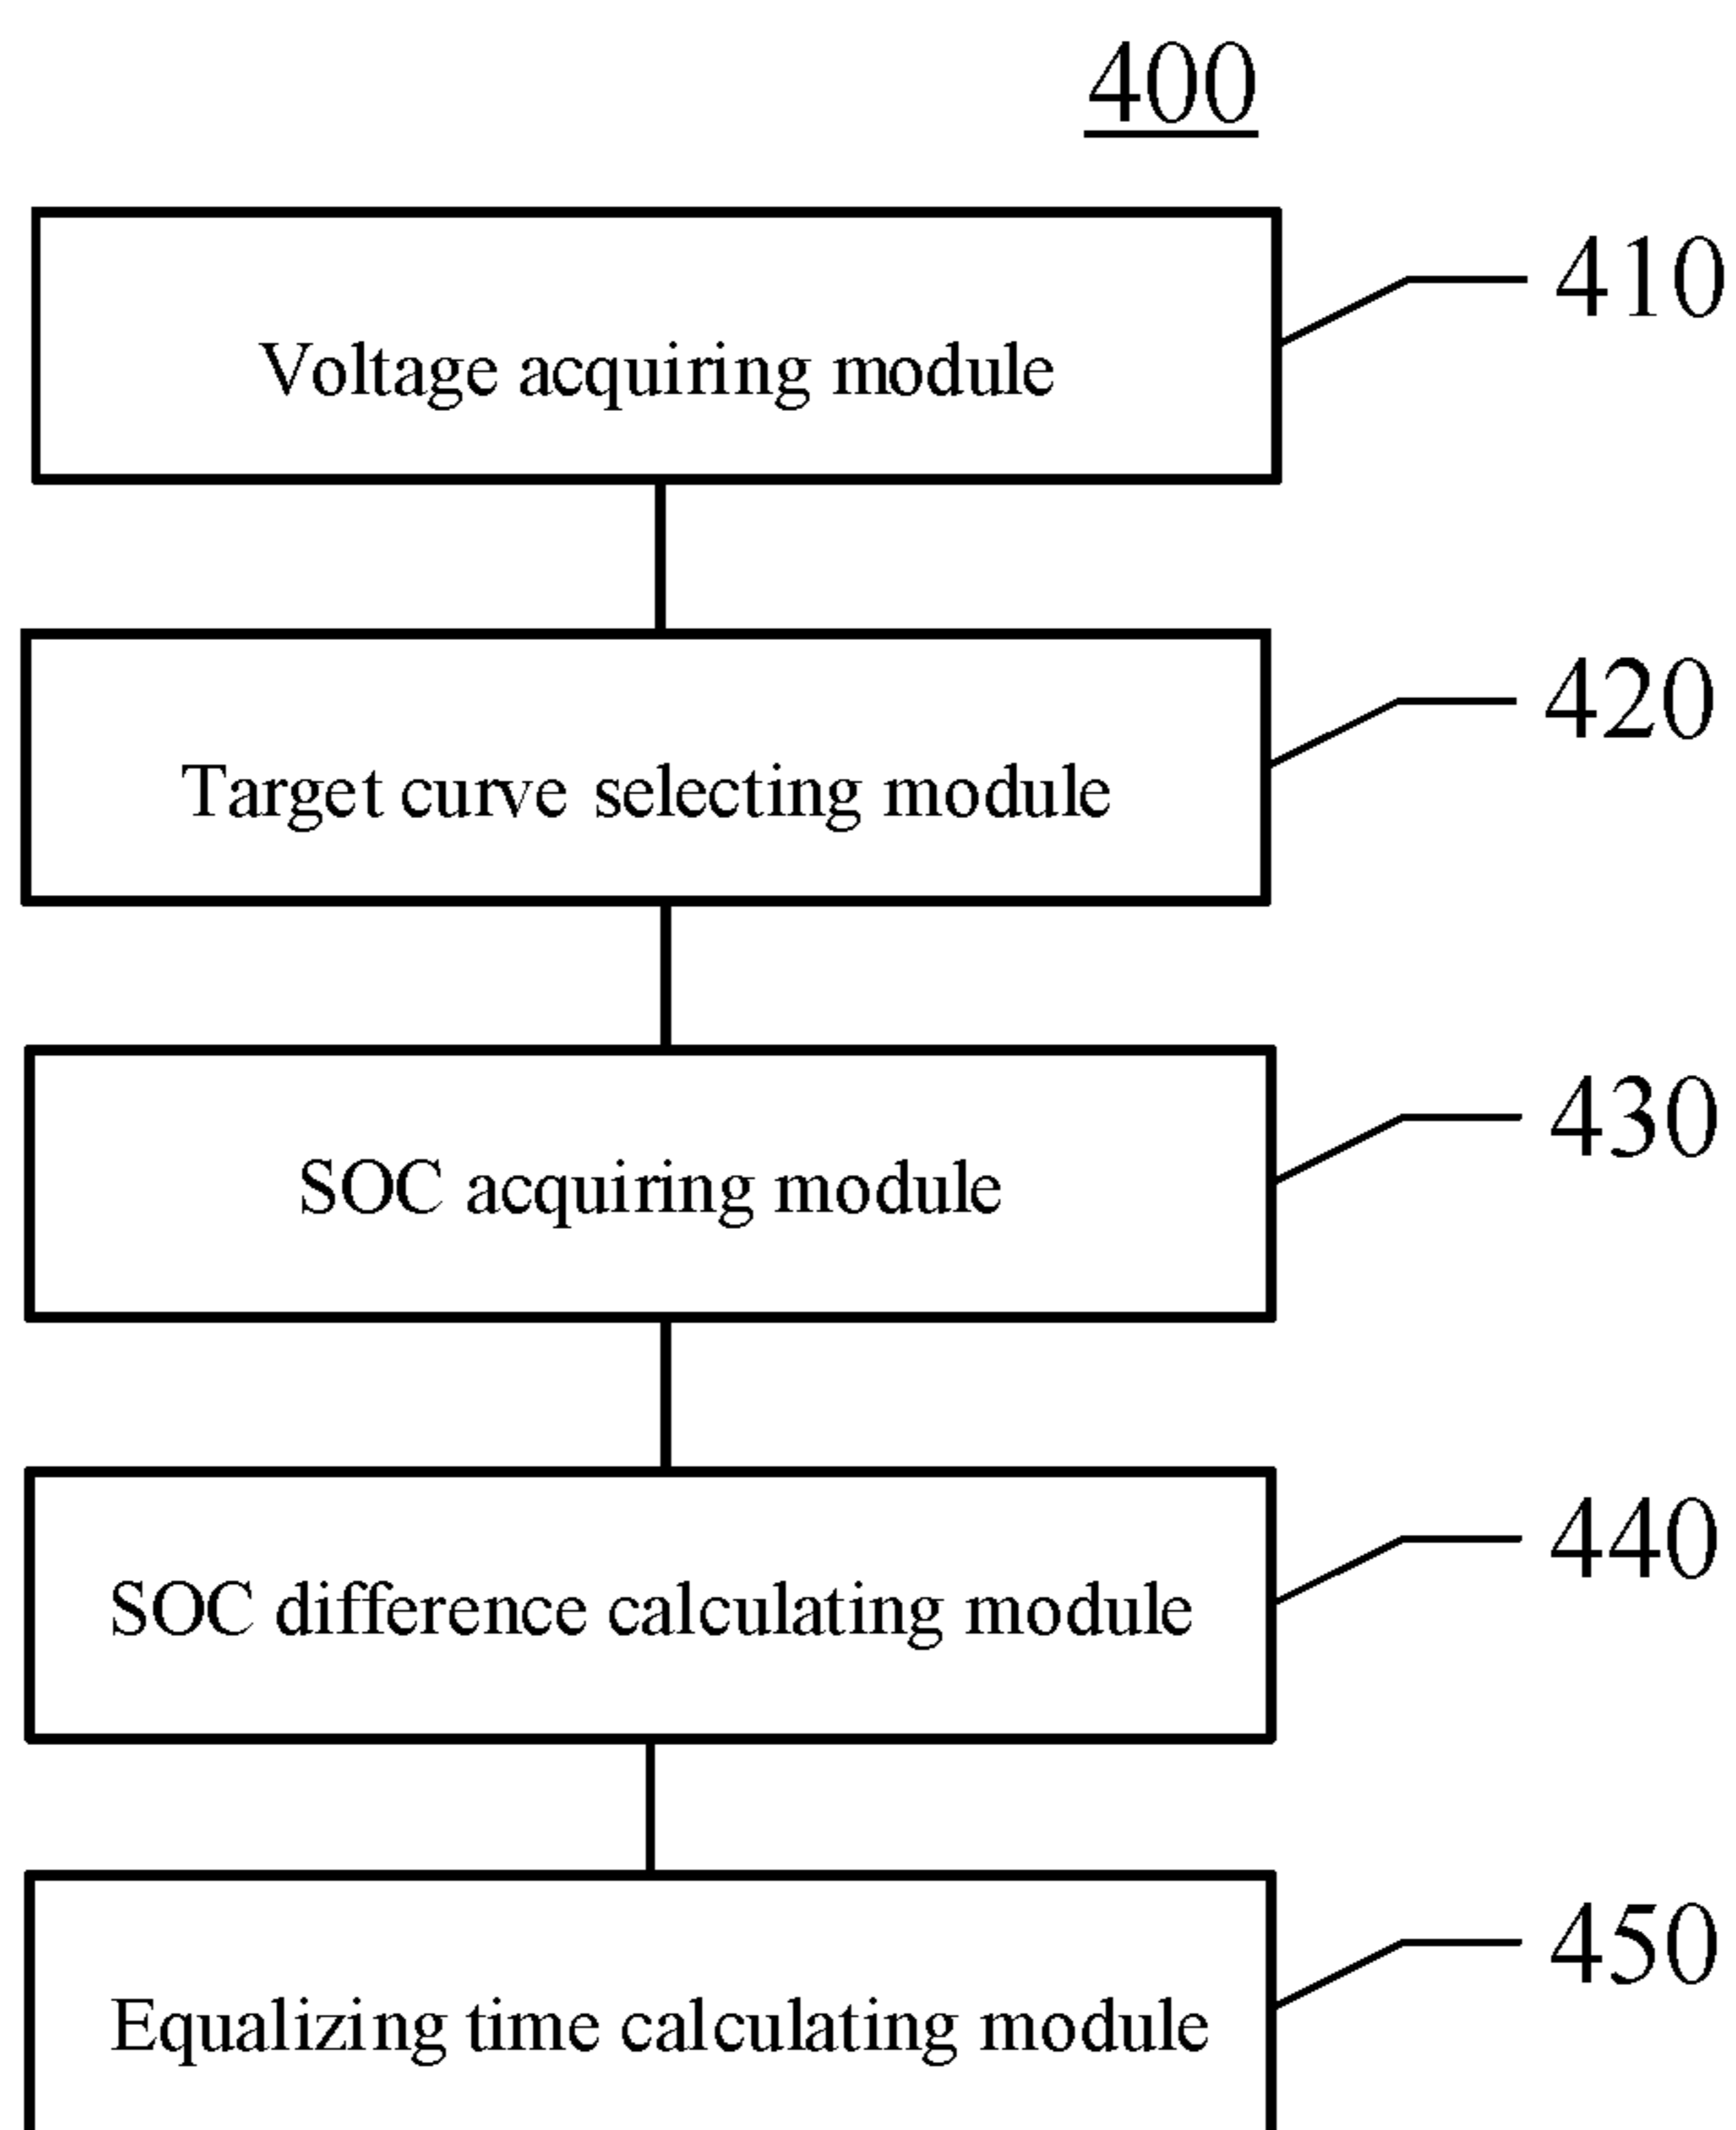 400
Voltage acquiring module
410
Target curve selecting module
420
SOC acquiring module
430
SOC difference calculating module
440
Equalizing time calculating module
450